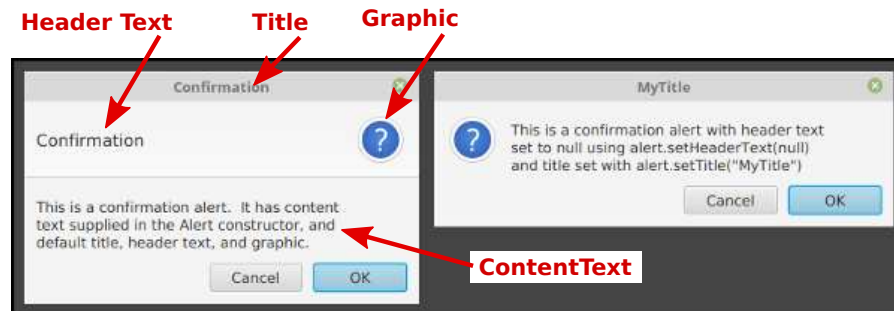 Header Text
Title
Graphic
Confirmation
Confirmation
This is a confirmation alert.  It has content
text supplied in the Alert constructor, and
default title, header text, and graphic.
Cancel
OK
ContentText
MyTitle
This is a confirmation alert with header text
set to null using alert.setHeaderText(null)
and title set with alert.setTitle("MyTitle")
Cancel
OK